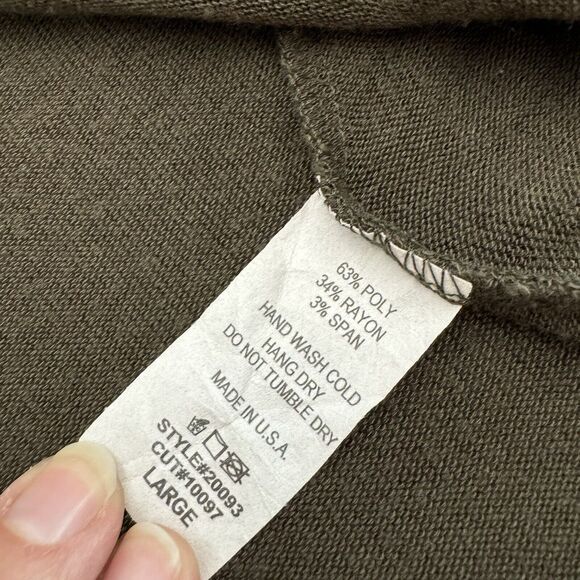 63% POLY
34% RAYON
3% SPAN
HAND WASH COLD
HANG DRY
DO NOT TUMBLE DRY
MADE IN U.S.A.
STYLE#20093
CUT#10097
LARGE